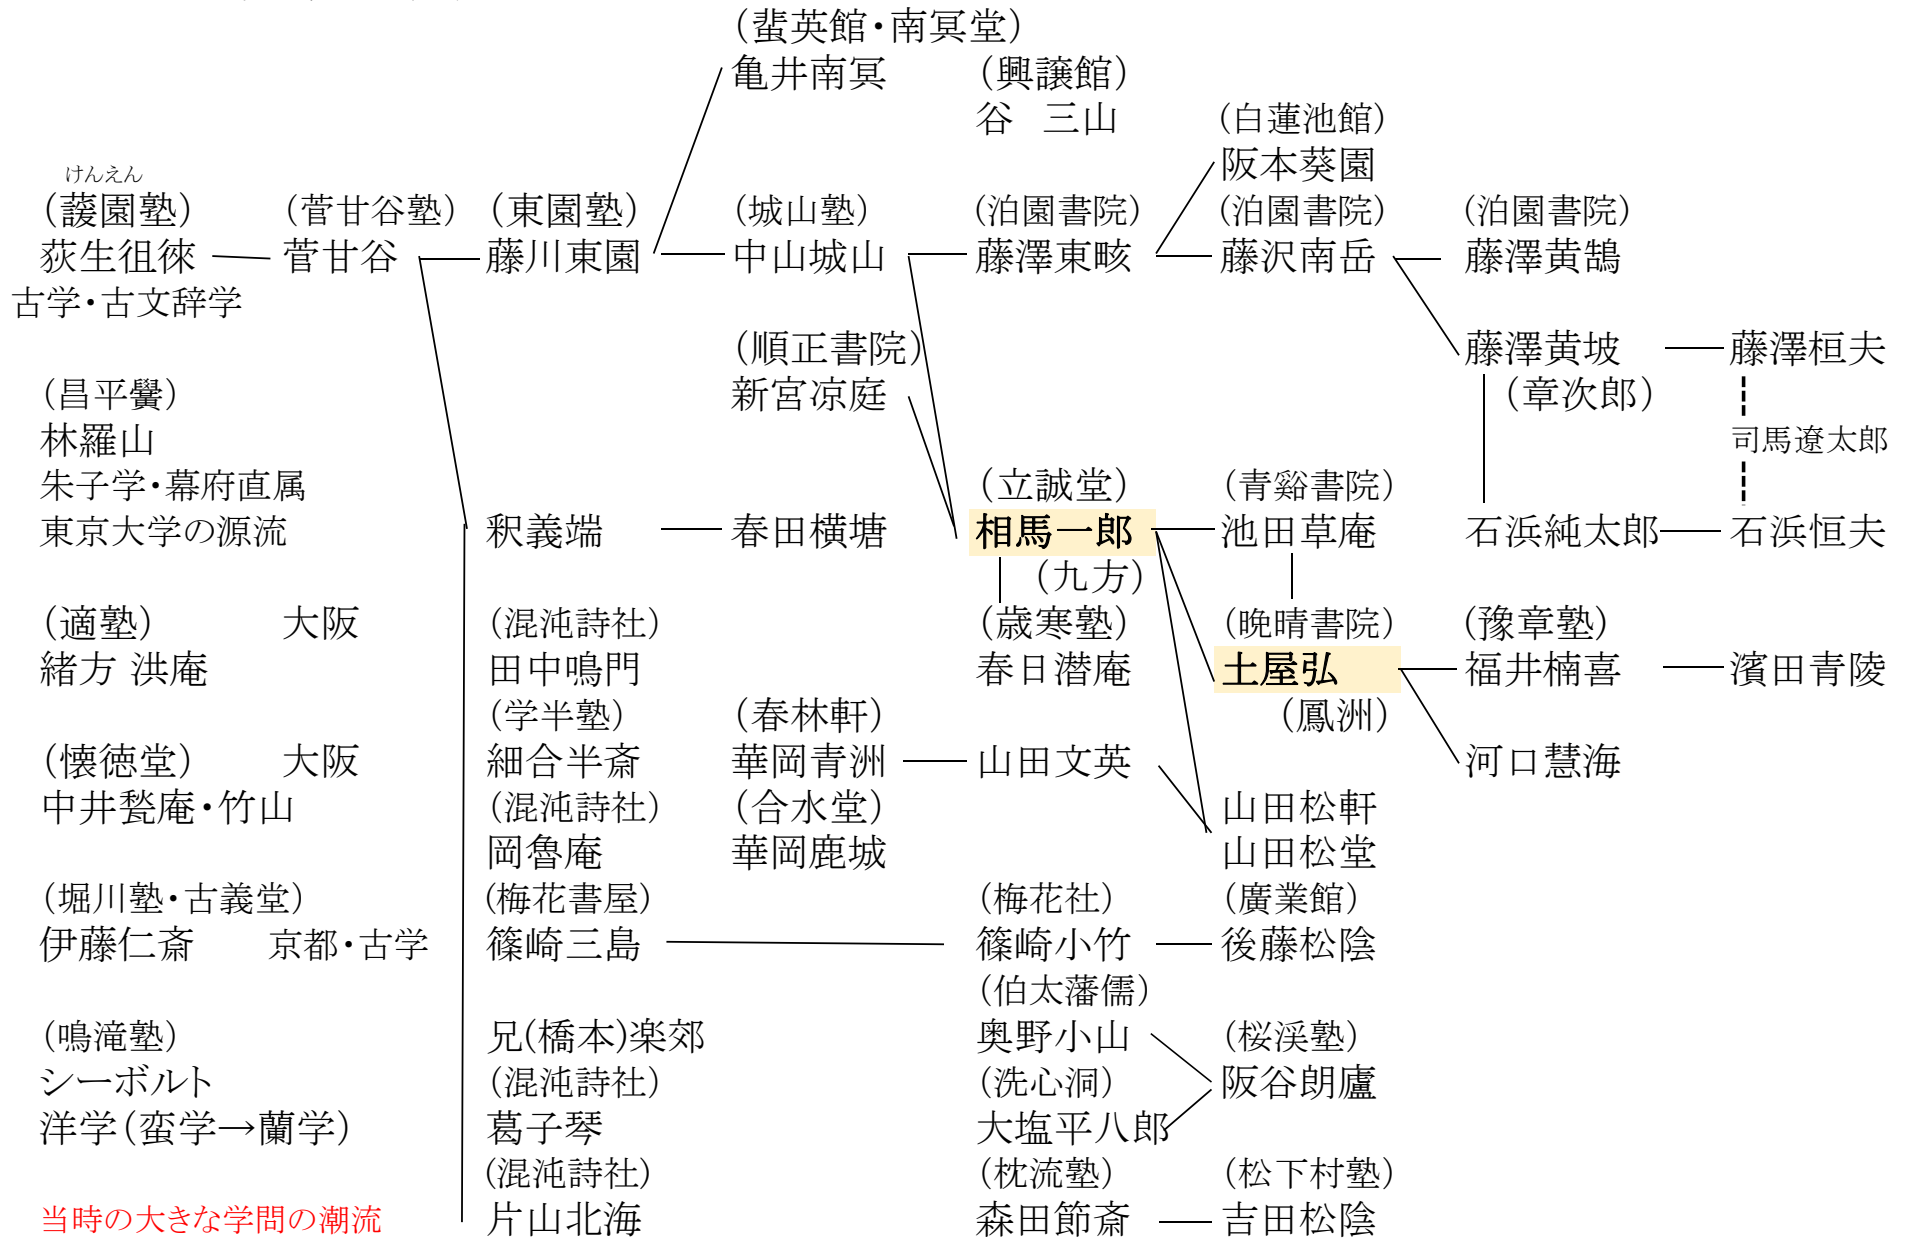 (蜚英館・南冥堂)
亀井南冥
(興譲館)
谷 三山
(白蓮池館)
阪本葵園
けんえん
(蘐園塾)
(菅甘谷塾)
(東園塾)
(城山塾)
(泊園書院)
(泊園書院)
(泊園書院)
荻生徂徠
菅甘谷
藤川東園
中山城山
藤澤東畡
藤沢南岳
藤澤黄鵠
古学・古文辞学
(順正書院)
新宮凉庭
藤澤黄坡
(章次郎)
藤澤桓夫
(昌平黌)
林羅山
朱子学・幕府直属
東京大学の源流
司馬遼太郎
釈義端
春田横塘
(立誠堂)
相馬一郎
(九方)
(青谿書院)
池田草庵
石浜純太郎
石浜恒夫
(適塾)
大阪
緒方 洪庵
(混沌詩社)
田中鳴門
(歳寒塾)
春日潜庵
(晩晴書院)
土屋弘
(鳳洲)
(豫章塾)
福井楠喜
濱田青陵
(学半塾)
細合半斎
(春林軒)
華岡青洲
山田文英
河口慧海
(懐徳堂)
大阪
中井甃庵・竹山
(混沌詩社)
岡魯庵
(合水堂)
華岡鹿城
山田松軒
山田松堂
(堀川塾・古義堂)
伊藤仁斎
京都・古学
(梅花書屋)
篠崎三島
(梅花社)
篠崎小竹
(廣業館)
後藤松陰
(伯太藩儒)
奥野小山
(鳴滝塾)
シーボルト
洋学(蛮学→蘭学)
兄(橋本)楽郊
(混沌詩社)
葛子琴
(洗心洞)
大塩平八郎
(桜渓塾)
阪谷朗廬
(混沌詩社)
片山北海
(枕流塾)
森田節斎
(松下村塾)
吉田松陰
当時の大きな学問の潮流